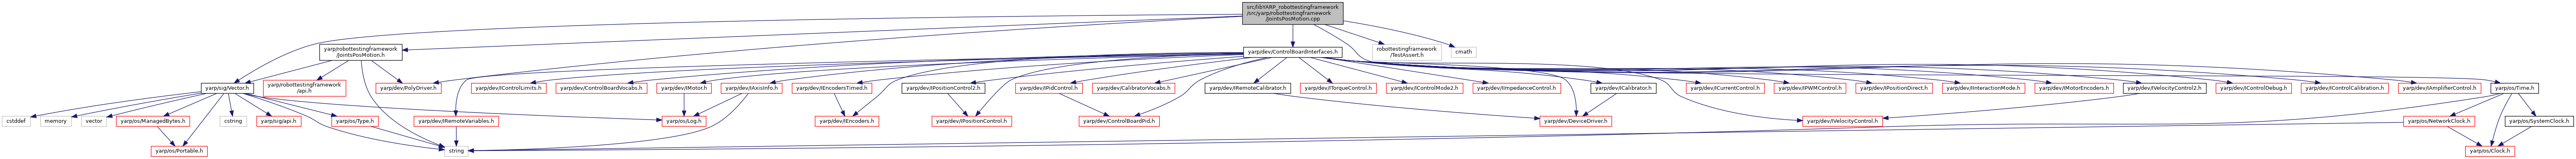 src/libYARP_robottestingframework
/src/yarp/robottestingframework
/JointsPosMotion.cpp
yarp/robottestingframework
/JointsPosMotion.h
yarp/dev/ControlBoardInterfaces.h
robottestingframework
/TestAssert.h
cmath
yarp/sig/Vector.h
yarp/robottestingframework
/api.h
yarp/dev/PolyDriver.h
yarp/dev/IControlLimits.h
yarp/dev/ControlBoardVocabs.h
yarp/dev/IMotor.h
yarp/dev/IAxisInfo.h
yarp/dev/IEncodersTimed.h
yarp/dev/IPositionControl2.h
yarp/dev/IPidControl.h
yarp/dev/CalibratorVocabs.h
yarp/dev/IRemoteCalibrator.h
yarp/dev/ITorqueControl.h
yarp/dev/IControlMode2.h
yarp/dev/IImpedanceControl.h
yarp/dev/ICalibrator.h
yarp/dev/ICurrentControl.h
yarp/dev/IPWMControl.h
yarp/dev/IPositionDirect.h
yarp/dev/IInteractionMode.h
yarp/dev/IMotorEncoders.h
yarp/dev/IVelocityControl2.h
yarp/dev/IControlDebug.h
yarp/dev/IControlCalibration.h
yarp/dev/IAmplifierControl.h
yarp/os/Time.h
cstddef
memory
vector
yarp/os/ManagedBytes.h
cstring
yarp/sig/api.h
yarp/os/Type.h
yarp/dev/IRemoteVariables.h
yarp/os/Log.h
yarp/dev/IEncoders.h
yarp/dev/IPositionControl.h
yarp/dev/ControlBoardPid.h
yarp/dev/DeviceDriver.h
yarp/dev/IVelocityControl.h
yarp/os/NetworkClock.h
yarp/os/SystemClock.h
yarp/os/Portable.h
string
yarp/os/Clock.h